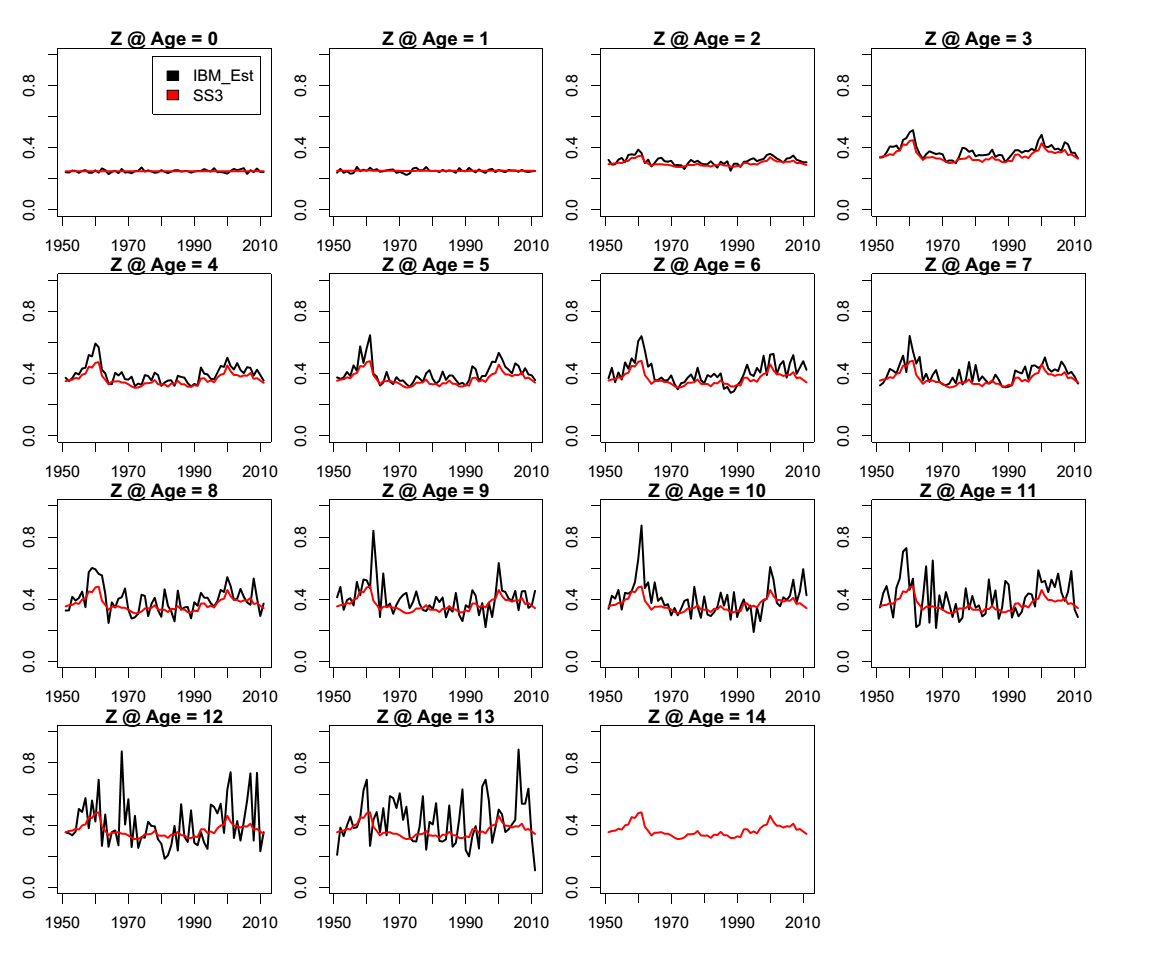 Z @ Age = 0
Z @ Age = 1
Z @ Age = 2
Z @ Age = 3
IBM_Est
SS3
0.0 0.4 0.8
0.0 0.4 0.8
0.0 0.4 0.8
0.0 0.4 0.8
1950 1970 1990 2010
1950 1970 1990 2010
1950 1970 1990 2010
1950 1970 1990 2010
Z @ Age = 4
Z @ Age = 5
Z @ Age = 6
Z @ Age = 7
0.0 0.4 0.8
0.0 0.4 0.8
0.0 0.4 0.8
0.0 0.4 0.8
1950 1970 1990 2010
1950 1970 1990 2010
1950 1970 1990 2010
1950 1970 1990 2010
Z @ Age = 8
Z @ Age = 9
Z @ Age = 10
Z @ Age = 11
0.0 0.4 0.8
0.0 0.4 0.8
0.0 0.4 0.8
0.0 0.4 0.8
1950 1970 1990 2010
1950 1970 1990 2010
1950 1970 1990 2010
1950 1970 1990 2010
Z @ Age = 12
Z @ Age = 13
Z @ Age = 14
0.0 0.4 0.8
0.0 0.4 0.8
0.0 0.4 0.8
1950 1970 1990 2010
1950 1970 1990 2010
1950 1970 1990 2010